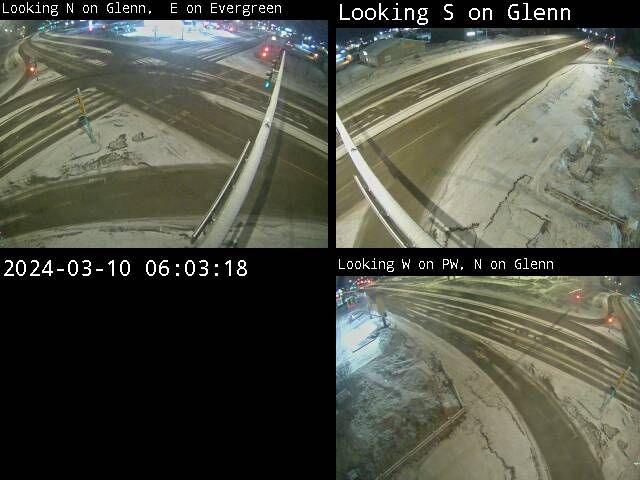 Looking N on Glenn, E on Evergreen
Looking S on Glenn
2024-03-10 06:03:18
Looking W on PW, N on Glenn